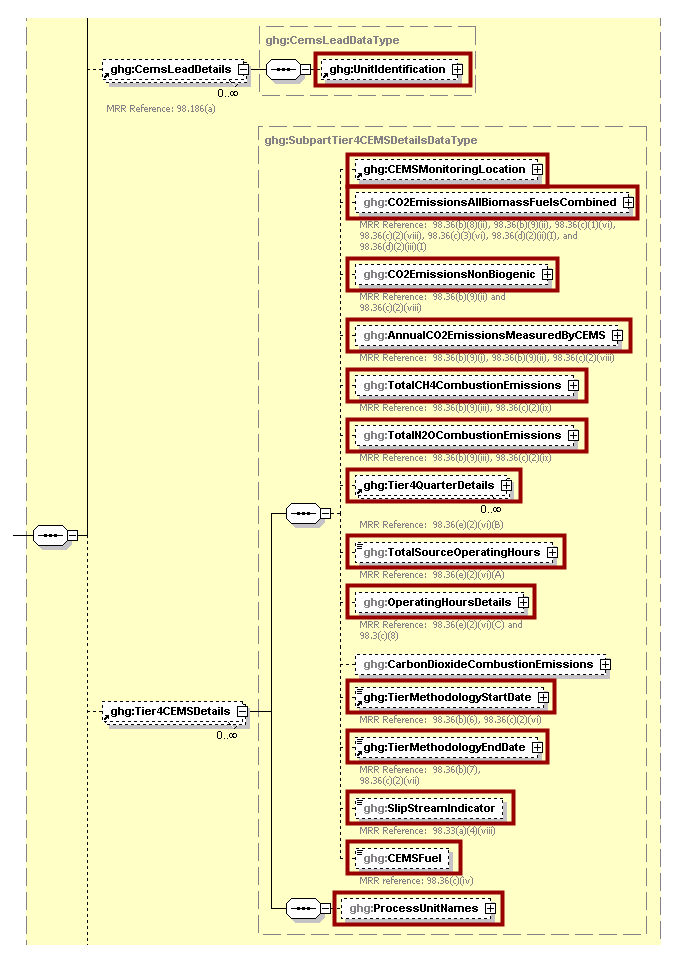 ghg:CemsLeadDataType
ghg:CemsLeadDetails
ghg:UnitIdentification
0..∞
MRR Reference: 98.186(a)
ghg:SubpartTier4CEMSDetailsDataType
ghg:CEMSMonitoringLocation
ghg:CO2EmissionsAllBiomassFuelsCombined
MRR Reference: 98.36(b)(8)(ii), 98.36(b)(9)(ii), 98.36(c)(1)(vi),
98.36(c)(2)(viii), 98.36(c)(3)(vi), 98.36(d)(2)(ii)(I), and
98.36(d)(2)(iii)(I)
ghg:CO2EmissionsNonBiogenic
MRR Reference: 98.36(b)(9)(ii) and
98.36(c)(2)(viii)
ghg:AnnualCO2EmissionsMeasuredByCEMS
MRR Reference: 98.36(b)(9)(i), 98.36(b)(9)(ii), 98.36(c)(2)(viii)
ghg:TotalCH4CombustionEmissions
MRR Reference: 98.36(b)(9)(iii), 98.36(c)(2)(ix)
ghg:TotalN2OCombustionEmissions
MRR Reference: 98.36(b)(9)(iii), 98.36(c)(2)(ix)
ghg:Tier4QuarterDetails
0..∞
MRR Reference: 98.36(e)(2)(vi)(B)
ghg:TotalSourceOperatingHours
MRR Reference: 98.36(e)(2)(vi)(A)
ghg:OperatingHoursDetails
MRR Reference: 98.36(e)(2)(vi)(C) and
98.3(c)(8)
ghg:CarbonDioxideCombustionEmissions
ghg:TierMethodologyStartDate
MRR Reference: 98.36(b)(6), 98.36(c)(2)(vi)
ghg:Tier4CEMSDetails
0..∞
ghg:TierMethodologyEndDate
MRR Reference: 98.36(b)(7),
98.36(c)(2)(vii)
ghg:SlipStreamIndicator
MRR Reference: 98.33(a)(4)(viii)
ghg:CEMSFuel
MRR reference: 98.36(c)(iv)
ghg:ProcessUnitNames